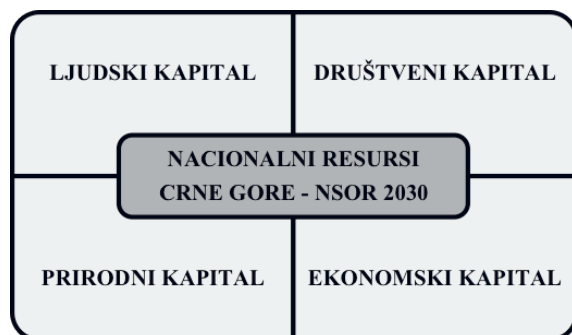 LJUDSKI KAPITAL
DRUŠTVENI KAPITAL
NACIONALNI RESURSI
CRNE GORE - NSOR 2030
PRIRODNI KAPITAL
EKONOMSKI KAPITAL